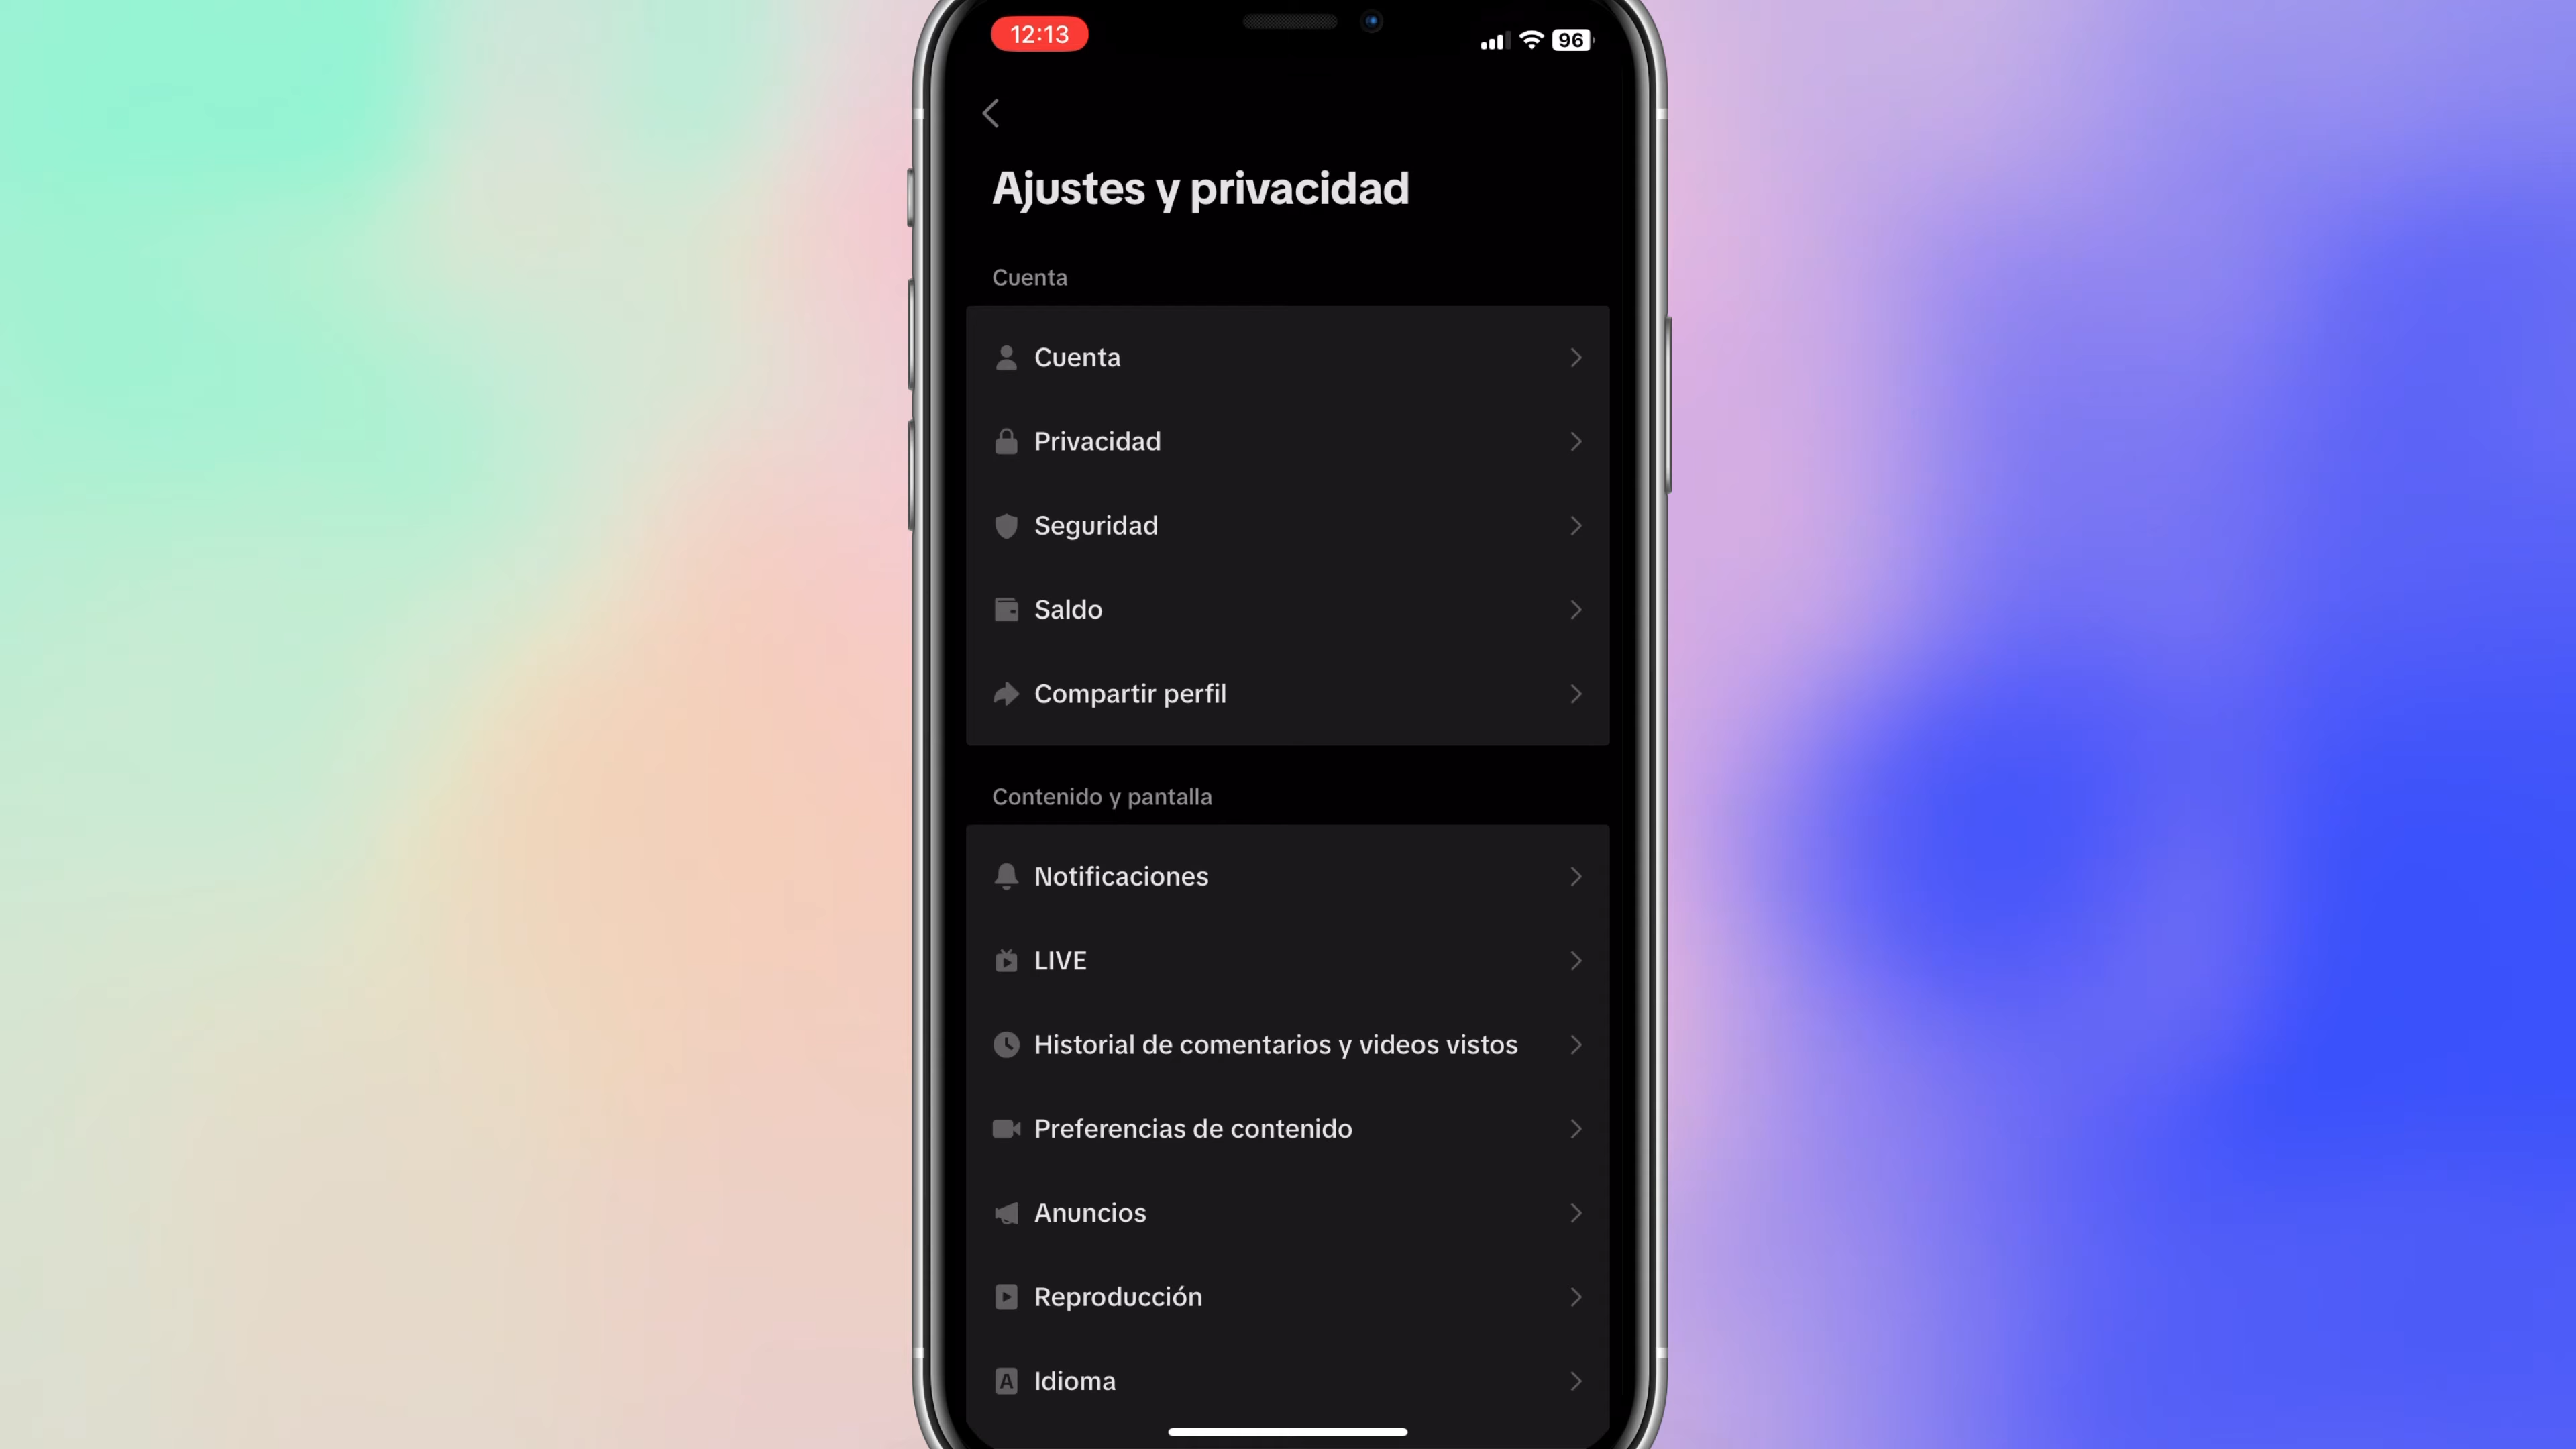 12:13
96
Ajustes y privacidad
Cuenta
Cuenta
Privacidad
Seguridad
Saldo
Compartir perfil
Contenido y pantalla
Notificaciones
LIVE
Historial de comentarios y videos vistos
Preferencias de contenido
Anuncios
Reproducción
A Idioma